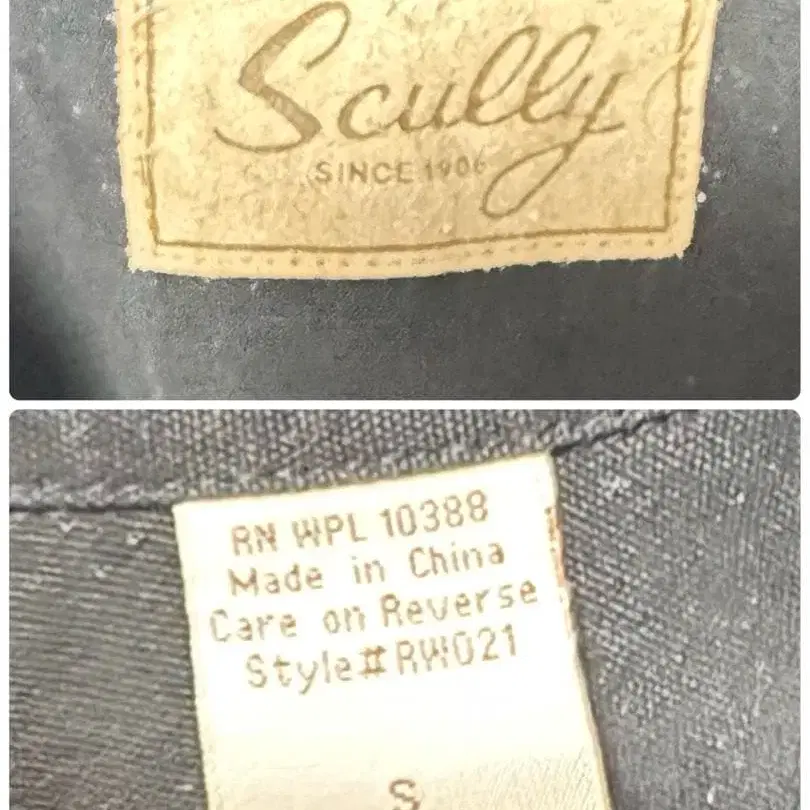 Scully
SINCE 1906
RN WPL 10388
Made in China
Care on Reverse
Style#RW021
S